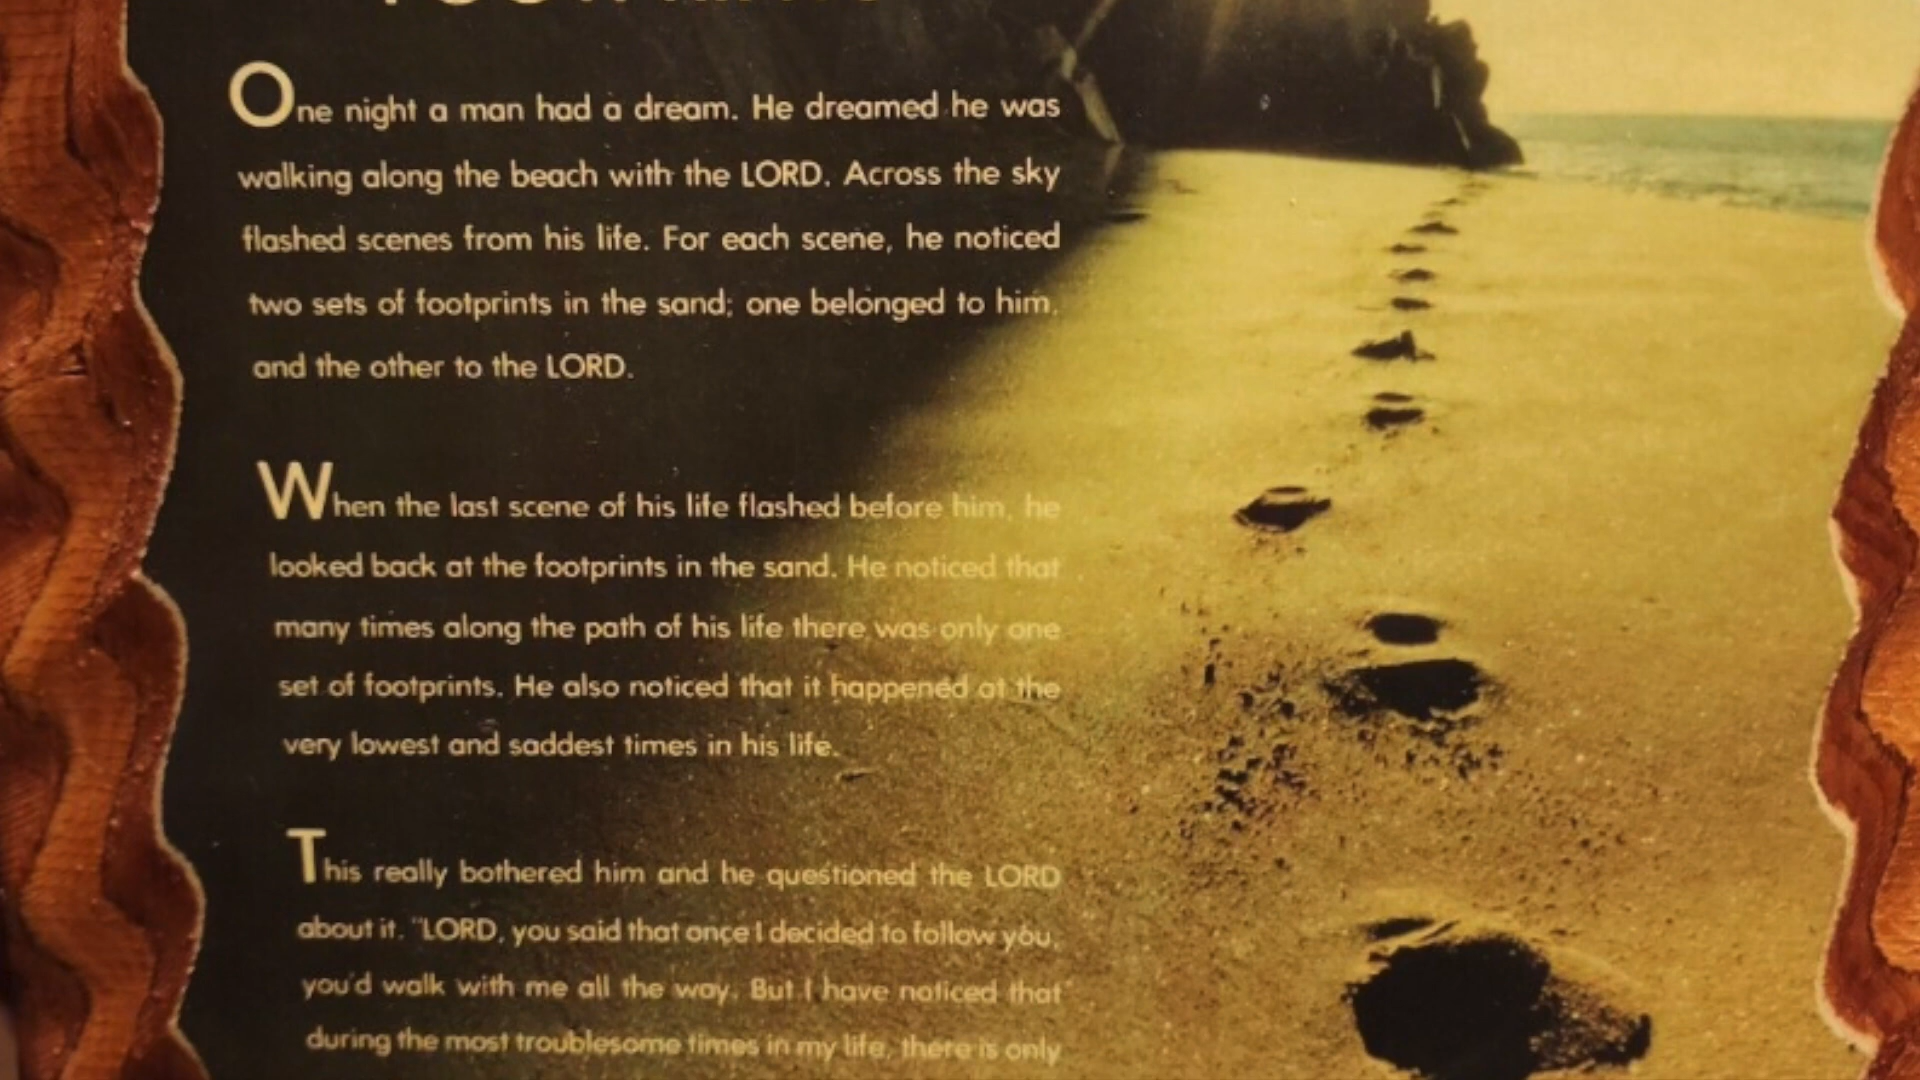 One night a man had a dream. He dreamed he was
walking along the beach with the LORD. Across the sky
flashed scenes from his life. For each scene, he noticed
two sets of footprints in the sand; one belonged to him,
and the other to the LORD.
When the last scene of his life flashed before him, he
looked back at the footprints in the sand. He noticed that
many times along the path of his life there was only one
set of footprints. He also noticed that it happened at the
very lowest and saddest times in his life.
This really bothered him and he questioned the LORD
about it. "LORD, you said that once I decided to follow you,
you'd walk with me all the way. But I have noticed that
during the most troublesome times in my life, there is only